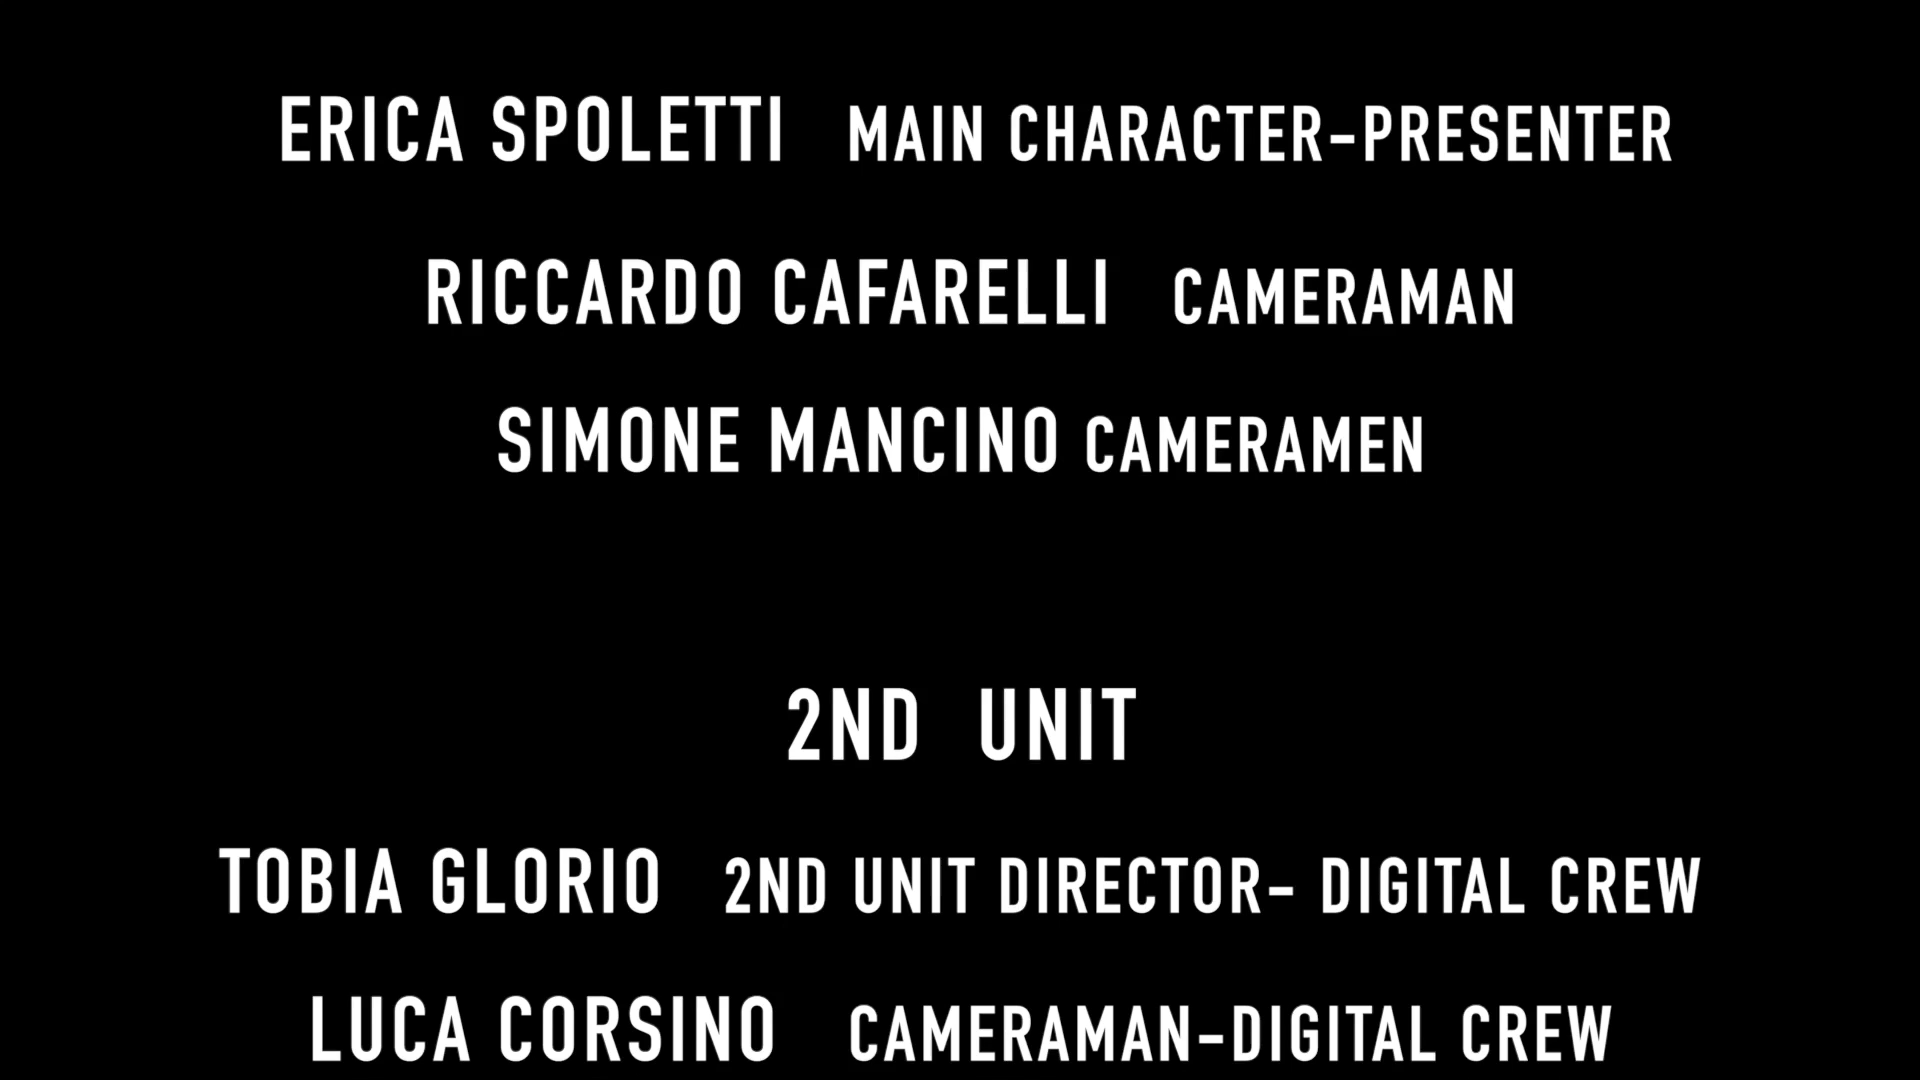 ERICA SPOLETTI MAIN CHARACTER-PRESENTER
RICCARDO CAFARELLI CAMERAMAN
SIMONE MANCINO CAMERAMEN
2ND UNIT
TOBIA GLORIO 2ND UNIT DIRECTOR- DIGITAL CREW
LUCA CORSINO CAMERAMAN-DIGITAL CREW